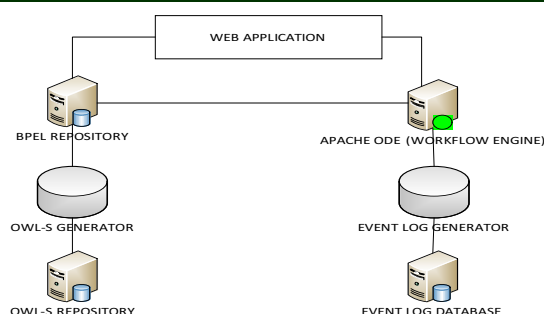 WEB APPLICATION
BPEL REPOSITORY
APACHE ODE (WORKFLOW ENGINE)
OWL-S GENERATOR
EVENT LOG GENERATOR
OWL-S REPOSITORY
EVENT LOG DATABASE